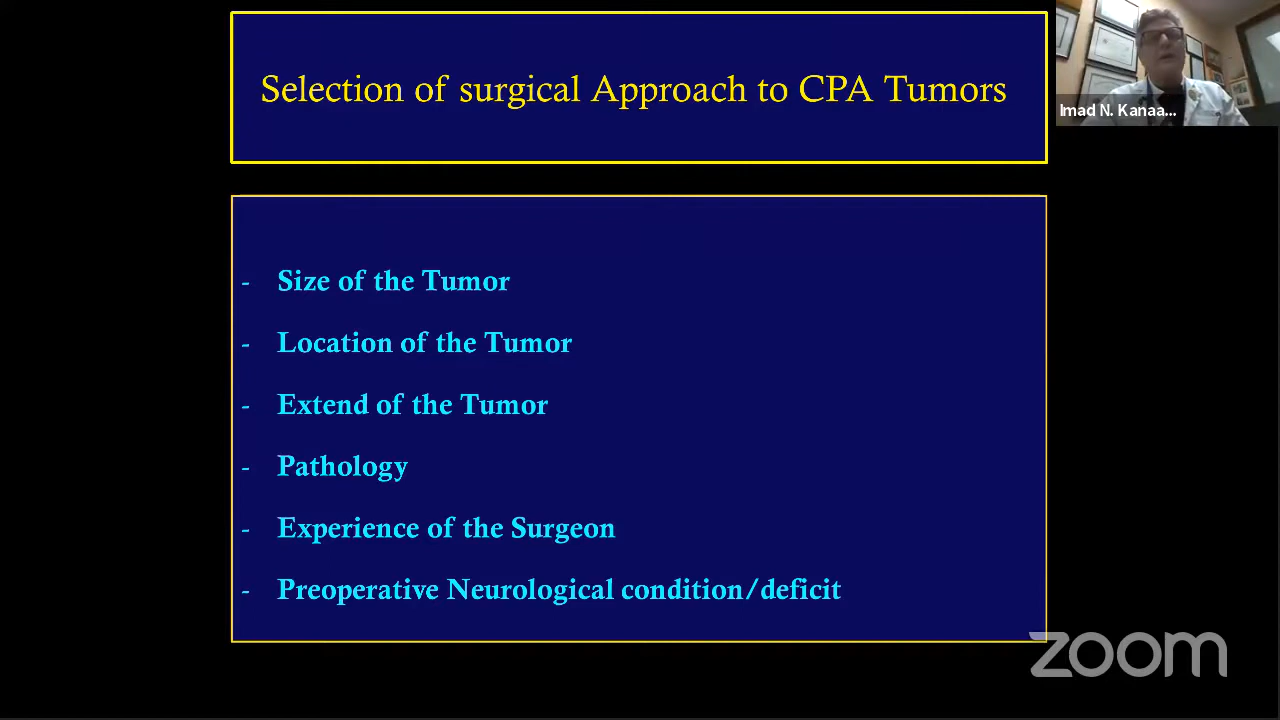 Selection of surgical Approach to CPA Tumors
Imad N. Kanaa...
- Size of the Tumor
- Location of the Tumor
- Extend of the Tumor
- Pathology
- Experience of the Surgeon
- Preoperative Neurological condition/deficit
zoom